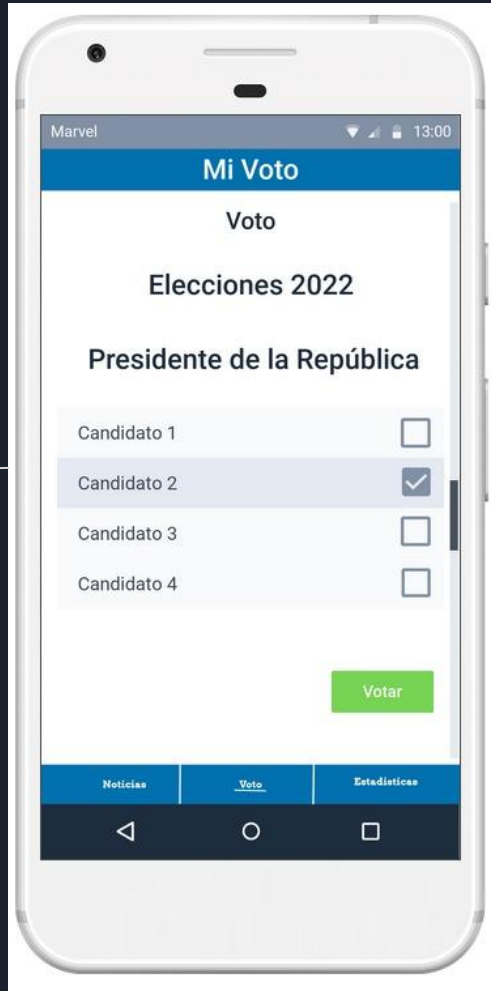 Marvel 13:00
Mi Voto
Voto
Elecciones 2022
Presidente de la República
Candidato 1
Candidato 2
Candidato 3
Candidato 4
Votar
Noticias Voto Estadisticas